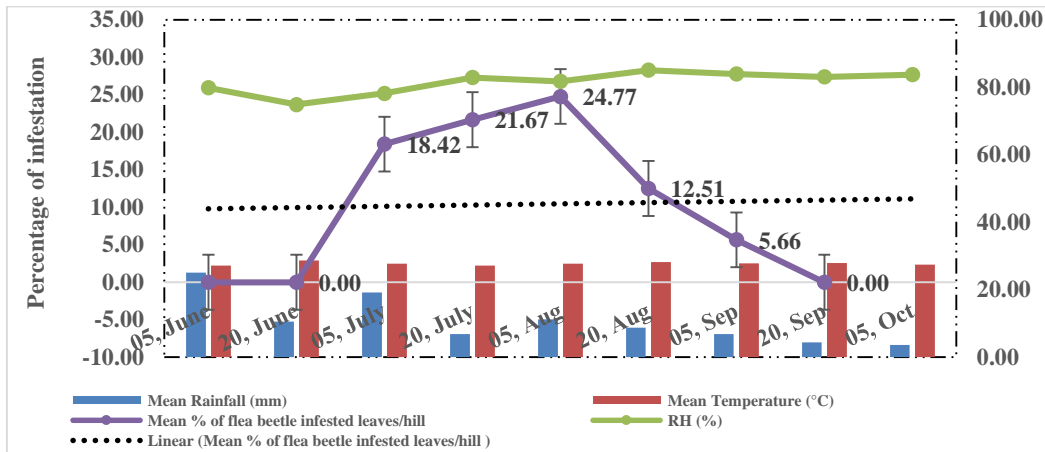 Percentage of infestation
35.00
30.00
25.00
20.00
15.00
10.00
5.00
0.00
-5.00
-10.00
100.00
80.00
60.00
40.00
20.00
0.00
0.00
18.42
21.67
24.77
12.51
5.66
0.00
05, June
20, June
05, July
20, July
05, Aug
20, Aug
05, Sep
20, Sep
05, Oct
Mean Rainfall (mm)
Mean Temperature (°C)
Mean % of flea beetle infested leaves/hill
RH (%)
Linear (Mean % of flea beetle infested leaves/hill )